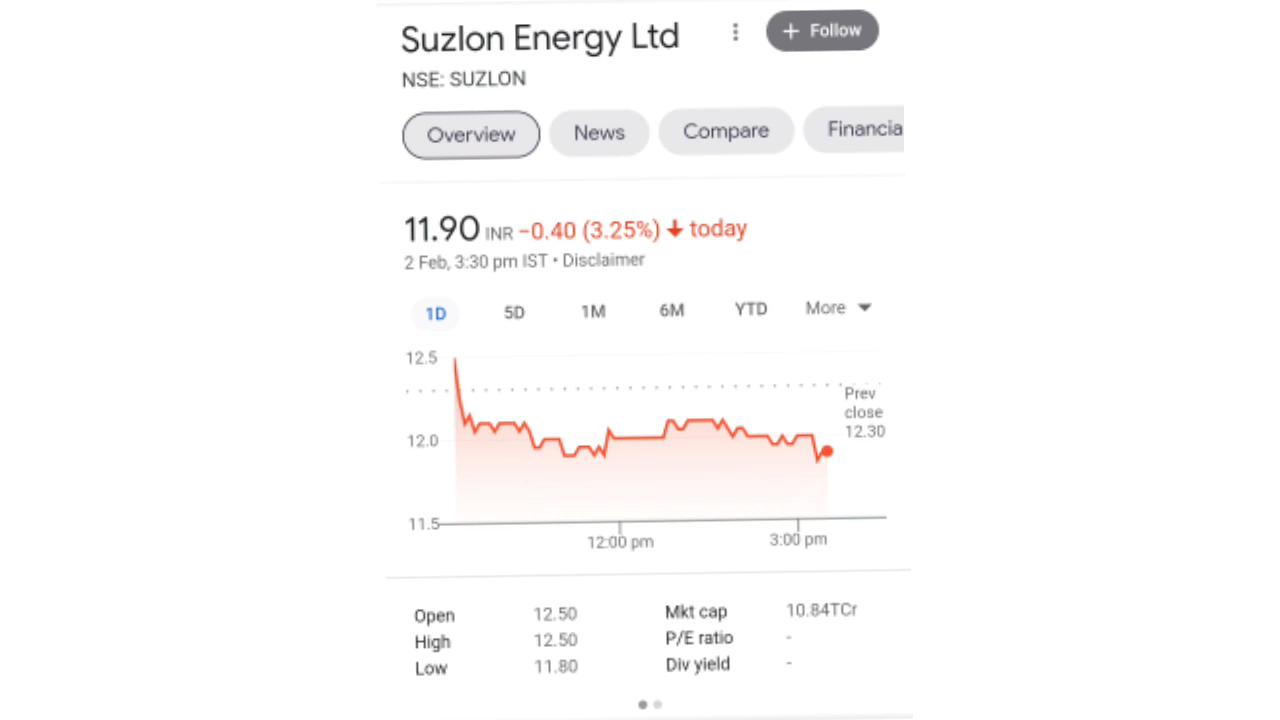 Suzlon Energy Ltd
+ Follow
NSE: SUZLON
Overview News Compare Financia
11.90 INR −0.40 (3.25%) ↓ today
2 Feb, 3:30 pm IST • Disclaimer
1D 5D 1M 6M YTD More
12.5
Prev
close
12.30
12.0
11.5
12:00 pm 3:00 pm
Open 12.50 Mkt cap 10.84TCr
High 12.50 P/E ratio -
Low 11.80 Div yield -